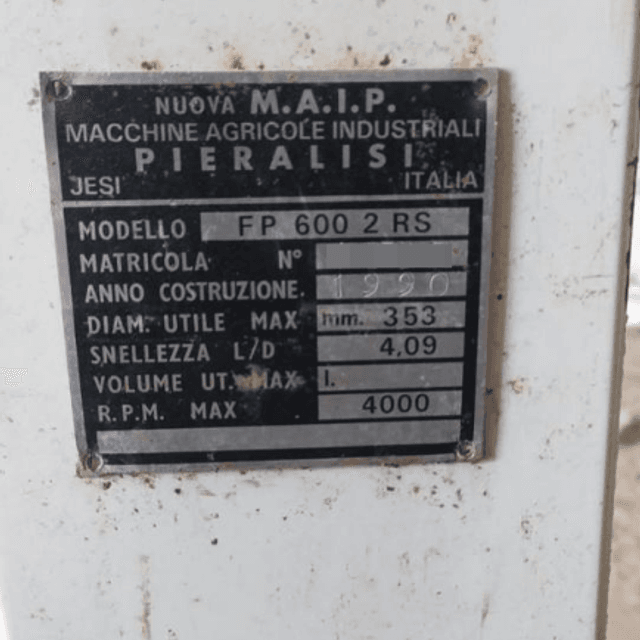 NUOVA M.A.I.P.
MACCHINE AGRICOLE INDUSTRIALI
PIERALISI
JESI ITALIA
MODELLO FP 600 2 RS
MATRICOLA N°
ANNO COSTRUZIONE 1990
DIAM. UTILE MAX mm. 353
SNELLEZZA L/D 4,09
VOLUME UT. MAX l.
R.P.M. MAX 4000